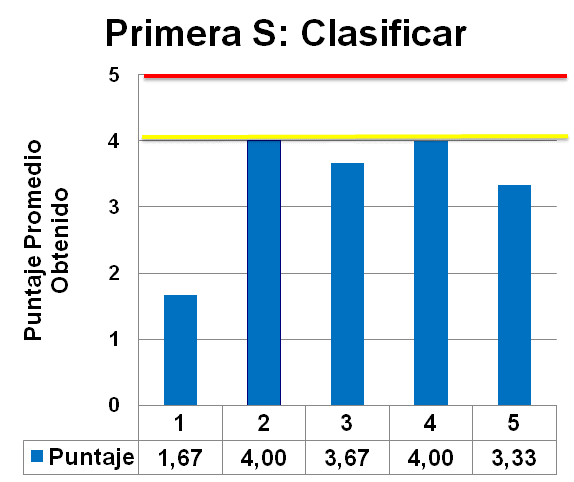 Primera S: Clasificar
Puntaje Promedio
Obtenido
5
4
3
2
1
0
1 2 3 4 5
Puntaje 1,67 4,00 3,67 4,00 3,33